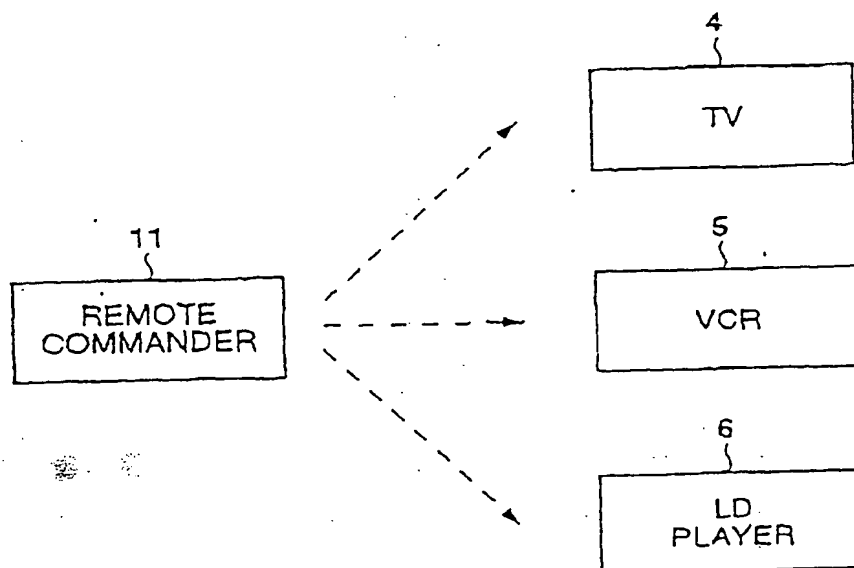 4
TV
11
REMOTE
COMMANDER
5
VCR
6
LD
PLAYER